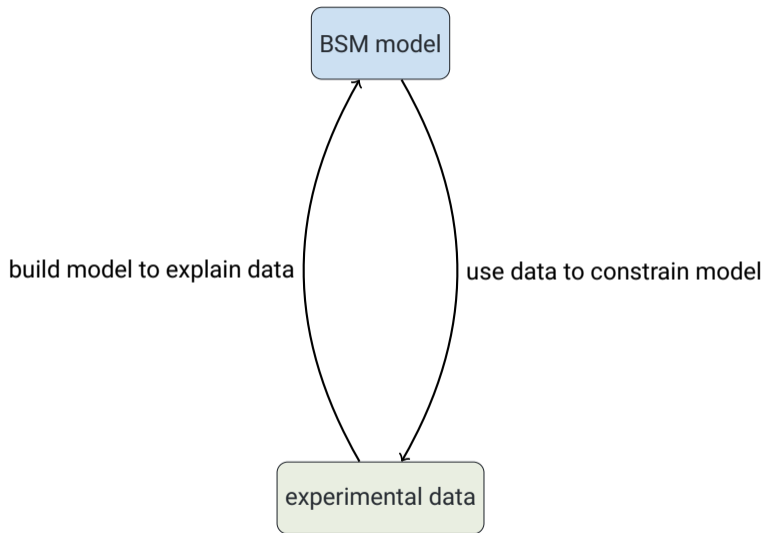 BSM model
build model to explain data
use data to constrain model
experimental data